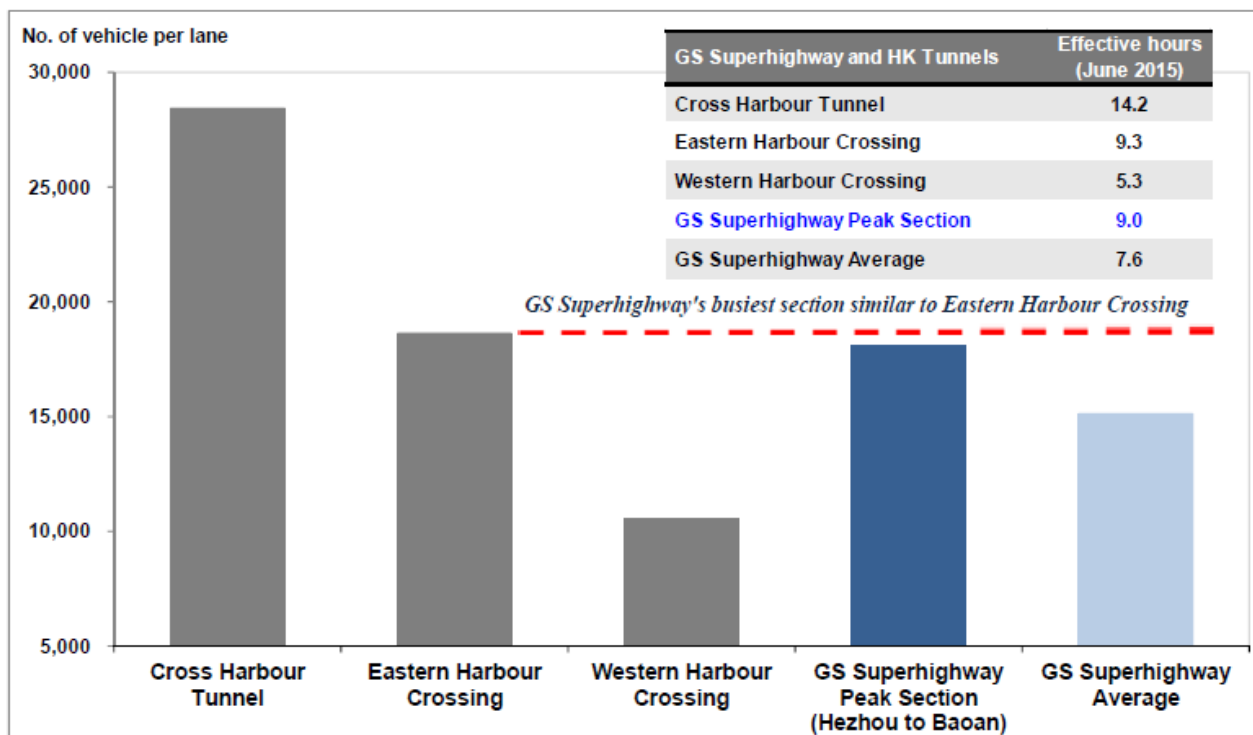 No. of vehicle per lane
GS Superhighway and HK Tunnels
Effective hours
(June 2015)
Cross Harbour Tunnel 14.2
Eastern Harbour Crossing 9.3
Western Harbour Crossing 5.3
GS Superhighway Peak Section 9.0
GS Superhighway Average 7.6
GS Superhighway's busiest section similar to Eastern Harbour Crossing
30,000
25,000
20,000
15,000
10,000
5,000
Cross Harbour
Tunnel
Eastern Harbour
Crossing
Western Harbour
Crossing
GS Superhighway
Peak Section
(Hezhou to Baoan)
GS Superhighway
Average